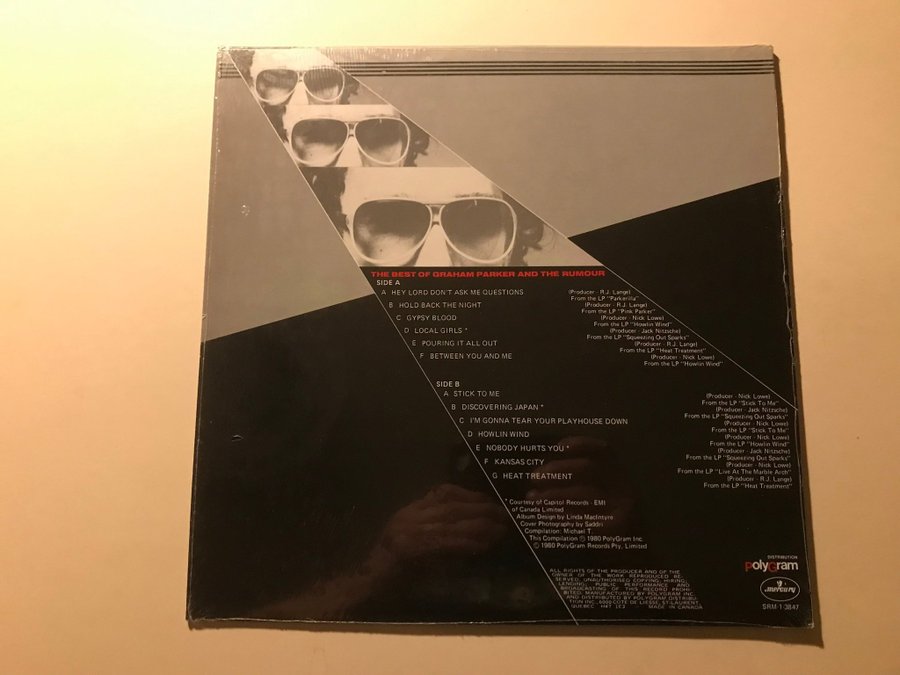 THE BEST OF GRAHAM PARKER AND THE RUMOUR
SIDE A
A HEY LORD DON'T ASK ME QUESTIONS
(Producer - R.J. Lange)
From the LP "Parkerilla"
B HOLD BACK THE NIGHT
(Producer - R.J. Lange)
From the LP "Pink Parker"
C GYPSY BLOOD
(Producer - Nick Lowe)
From the LP "Howlin Wind"
D LOCAL GIRLS *
(Producer - Jack Nitzsche)
From the LP "Squeezing Out Sparks"
E POURING IT ALL OUT
(Producer - R.J. Lange)
From the LP "Heat Treatment"
F BETWEEN YOU AND ME
(Producer - Nick Lowe)
From the LP "Howlin Wind"
SIDE B
A STICK TO ME
(Producer - Nick Lowe)
From the LP "Stick To Me"
B DISCOVERING JAPAN *
(Producer - Jack Nitzsche)
From the LP "Squeezing Out Sparks"
C I'M GONNA TEAR YOUR PLAYHOUSE DOWN
(Producer - Nick Lowe)
From the LP "Stick To Me"
D HOWLIN WIND
(Producer - Nick Lowe)
From the LP "Howlin Wind"
E NOBODY HURTS YOU *
(Producer - Jack Nitzsche)
From the LP "Squeezing Out Sparks"
F KANSAS CITY
(Producer - Nick Lowe)
From the LP "Live At The Marble Arch"
G HEAT TREATMENT
(Producer - R.J. Lange)
From the LP "Heat Treatment"
* Courtesy of Capitol Records - EMI
of Canada Limited
Album Design by Linda MacIntyre
Cover Photography by Saddri
Compilation: Michael T.
This Compilation ℗ 1980 PolyGram Inc.
© 1980 PolyGram Records Pty. Limited
ALL RIGHTS OF THE PRODUCER AND OF THE
OWNER OF THE WORK REPRODUCED RE-
SERVED. UNAUTHORISED COPYING, HIRING,
LENDING, PUBLIC PERFORMANCE AND
BROADCASTING OF THIS RECORD PROHI-
BITED. MANUFACTURED BY POLYGRAM INC.
AND DISTRIBUTED BY POLYGRAM DISTRIBU-
TION INC., 6000 COTE DE LIESSE, ST-LAURENT,
QUEBEC H4T 1E3 MADE IN CANADA
DISTRIBUTION
PolyGram
mercury
SRM-1-3847